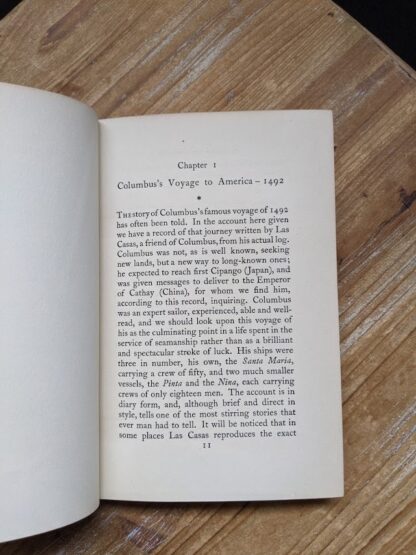 Chapter 1
Columbus's Voyage to America – 1492
*
THE story of Columbus's famous voyage of 1492
has often been told. In the account here given
we have a record of that journey written by Las
Casas, a friend of Columbus, from his actual log.
Columbus was not, as is well known, seeking
new lands, but a new way to long-known ones;
he expected to reach first Cipango (Japan), and
was given messages to deliver to the Emperor
of Cathay (China), for whom we find him,
according to this record, inquiring. Columbus
was an expert sailor, experienced, able and well-
read, and we should look upon this voyage of
his as the culminating point in a life spent in the
service of seamanship rather than as a brilliant
and spectacular stroke of luck. His ships were
three in number, his own, the Santa Maria,
carrying a crew of fifty, and two much smaller
vessels, the Pinta and the Nina, each carrying
crews of only eighteen men. The account is in
diary form, and, although brief and direct in
style, tells one of the most stirring stories that
ever man had to tell. It will be noticed that in
some places Las Casas reproduces the exact
11